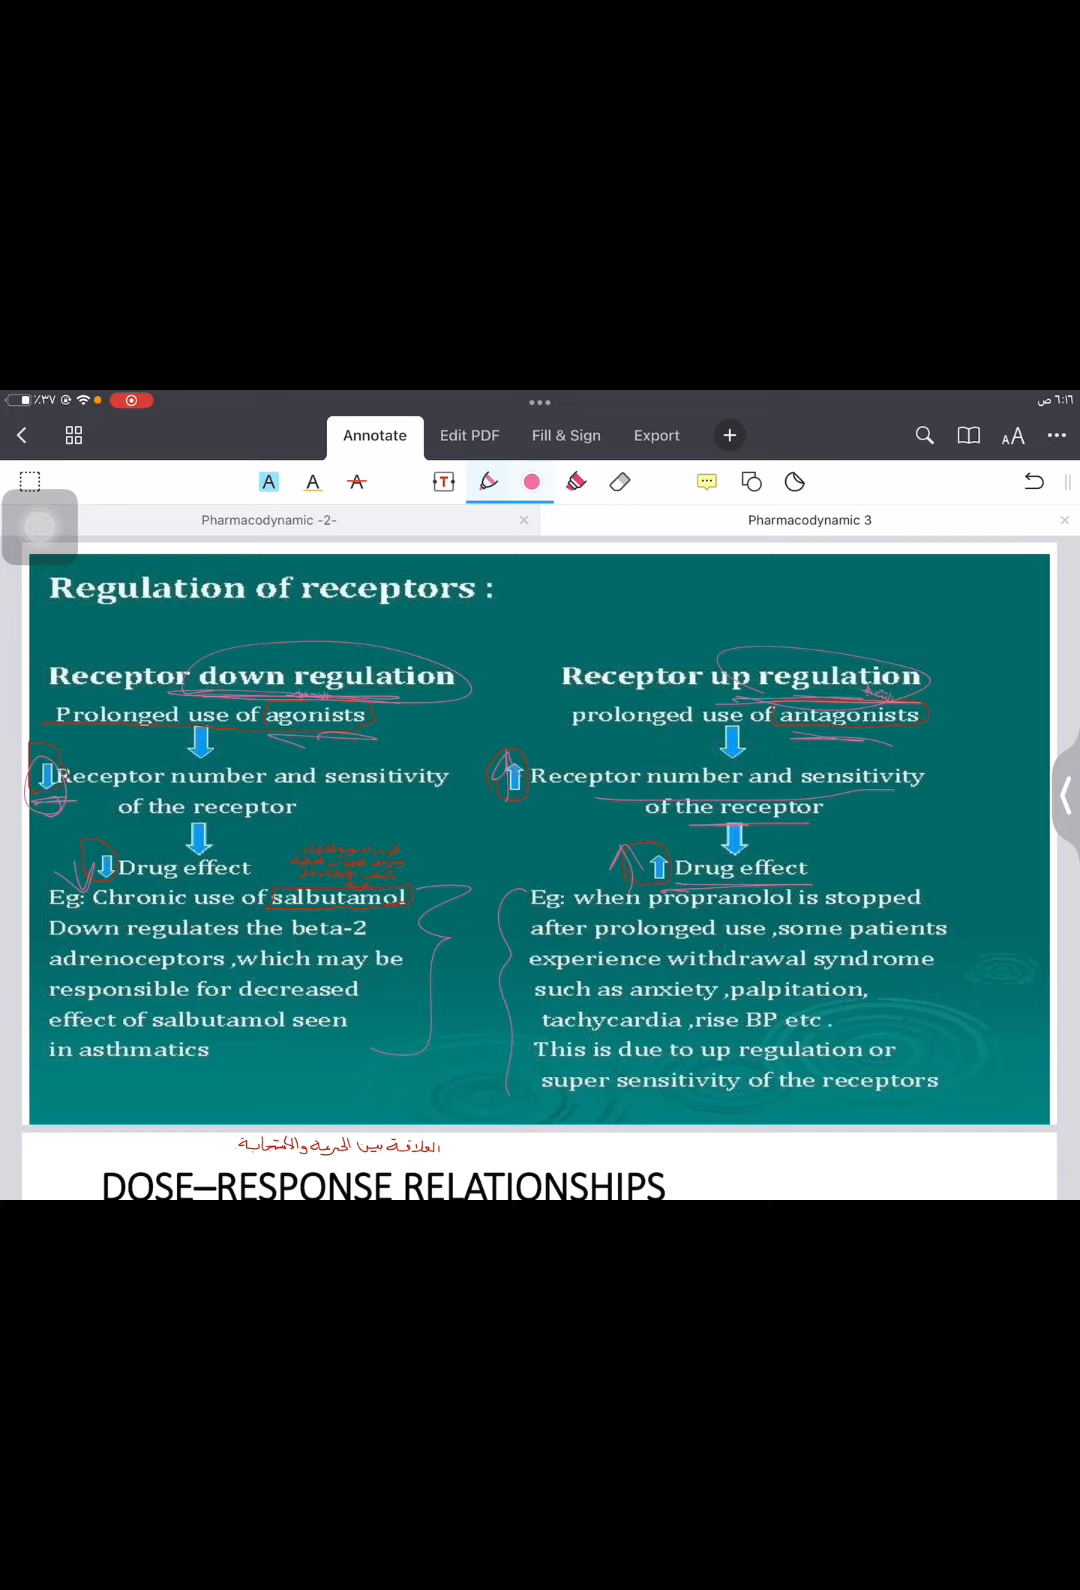 ٪٣٧
٦:١٦ ص
Annotate
Edit PDF
Fill & Sign
Export
Pharmacodynamic -2-
Pharmacodynamic 3
Regulation of receptors :
Receptor down regulation
Prolonged use of agonists
Receptor number and sensitivity
of the receptor
Drug effect
Eg: Chronic use of salbutamol
Down regulates the beta-2
adrenoceptors ,which may be
responsible for decreased
effect of salbutamol seen
in asthmatics
Receptor up regulation
prolonged use of antagonists
Receptor number and sensitivity
of the receptor
Drug effect
Eg: when propranolol is stopped
after prolonged use ,some patients
experience withdrawal syndrome
such as anxiety ,palpitation,
tachycardia ,rise BP etc .
This is due to up regulation or
super sensitivity of the receptors
العلاقة بين الجرعة والاستجابة
DOSE–RESPONSE RELATIONSHIPS